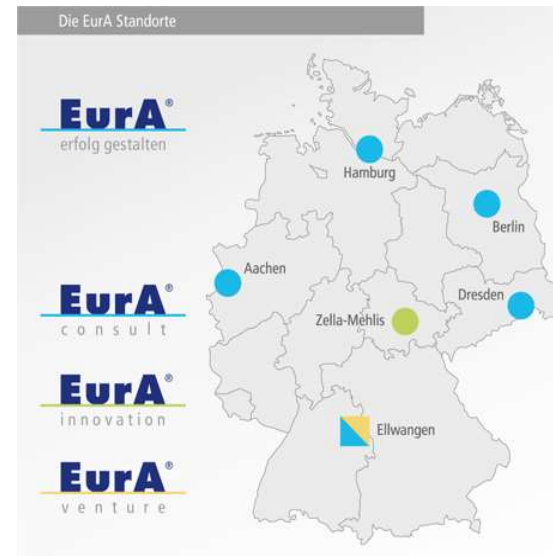 Die EurA Standorte
EurA®
erfolg gestalten
Hamburg
Berlin
Aachen
EurA®
consult
Dresden
Zella-Mehlis
EurA®
innovation
Ellwangen
EurA®
venture